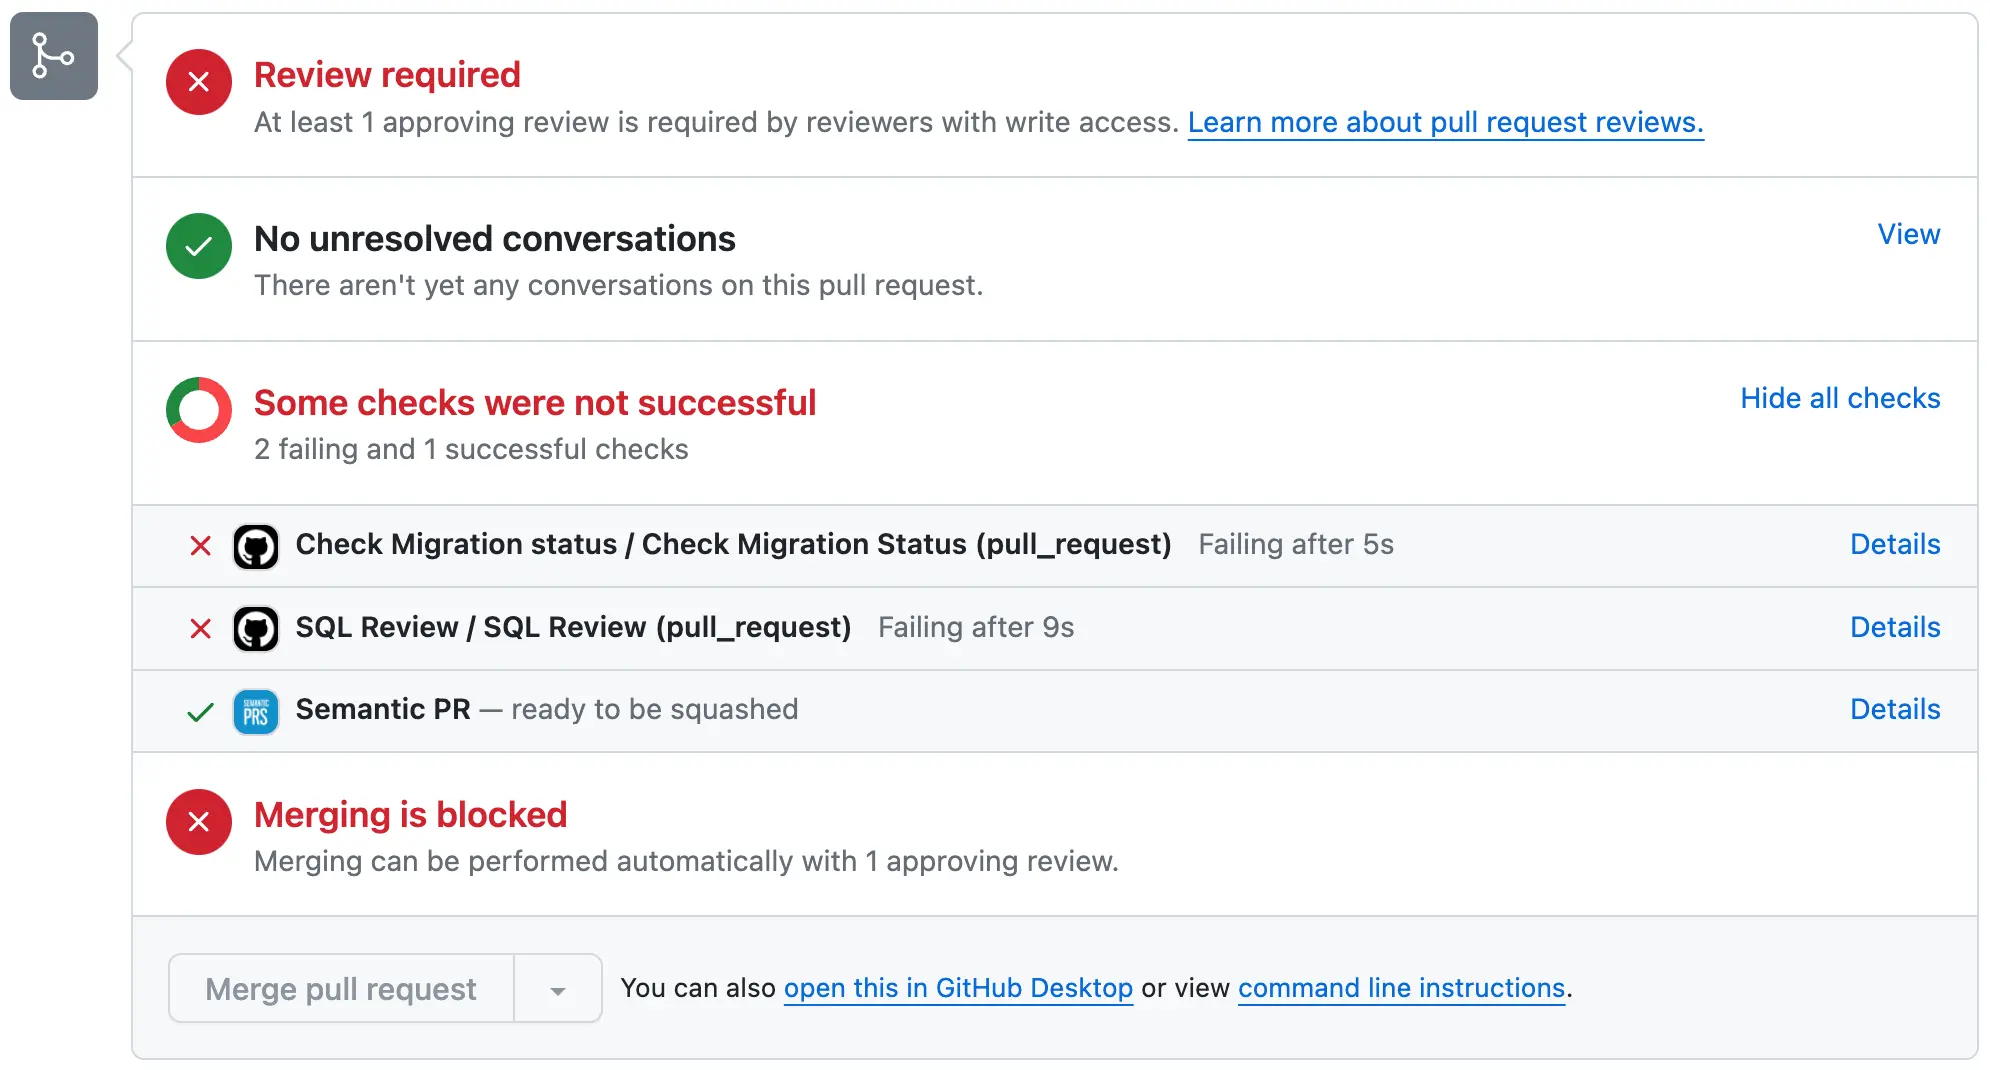 Review required
At least 1 approving review is required by reviewers with write access. Learn more about pull request reviews.
No unresolved conversations
View
There aren't yet any conversations on this pull request.
Some checks were not successful
Hide all checks
2 failing and 1 successful checks
Check Migration status / Check Migration Status (pull_request) Failing after 5s
Details
SQL Review / SQL Review (pull_request) Failing after 9s
Details
SEMANTIC
PRS
Semantic PR — ready to be squashed
Details
Merging is blocked
Merging can be performed automatically with 1 approving review.
Merge pull request
You can also open this in GitHub Desktop or view command line instructions.